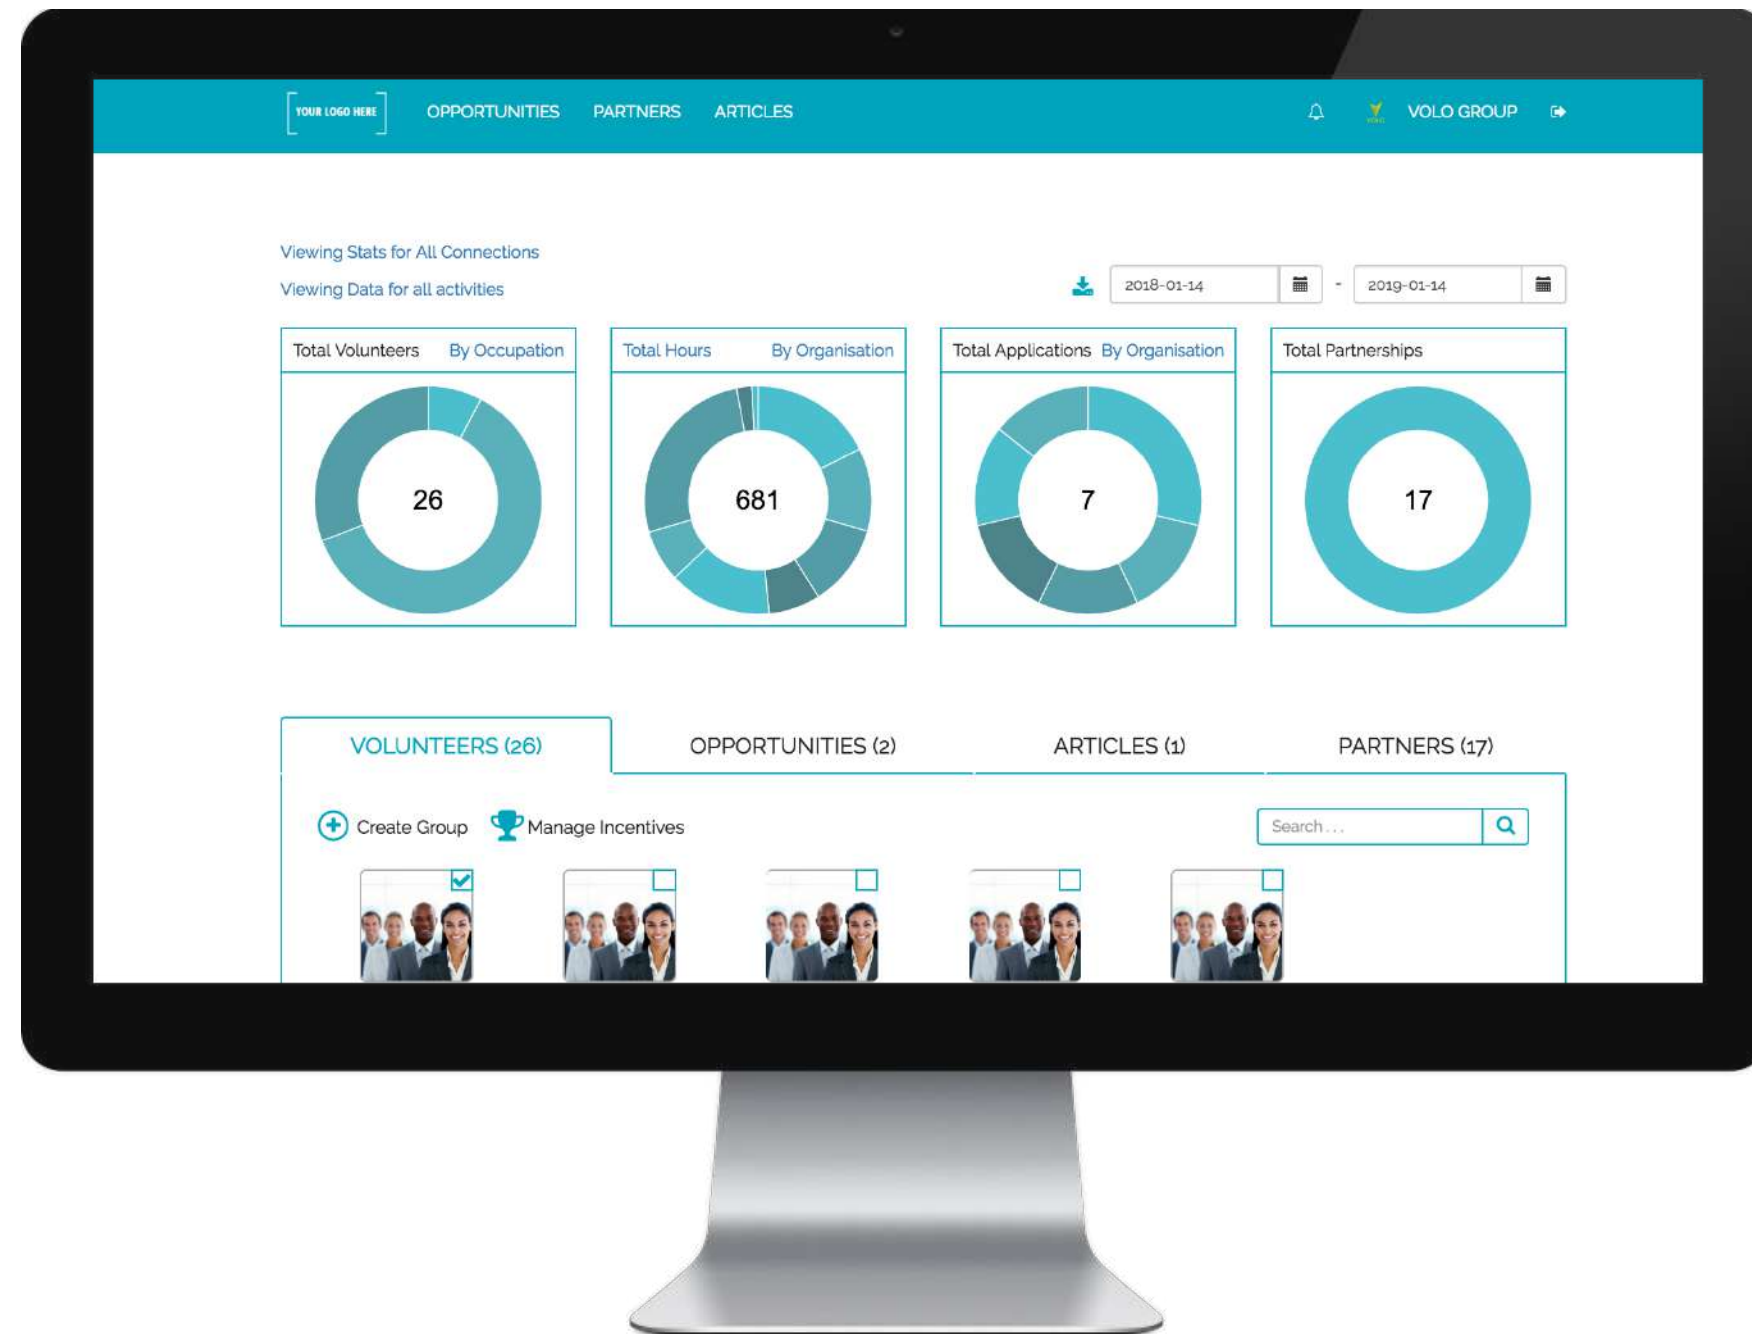 YOUR LOGO HERE OPPORTUNITIES PARTNERS ARTICLES VOLO GROUP
Viewing Stats for All Connections
Viewing Data for all activities
2018-01-14 - 2019-01-14
Total Volunteers By Occupation
26
Total Hours By Organisation
681
Total Applications By Organisation
7
Total Partnerships
17
VOLUNTEERS (26) OPPORTUNITIES (2) ARTICLES (1) PARTNERS (17)
Create Group Manage Incentives Search . . .